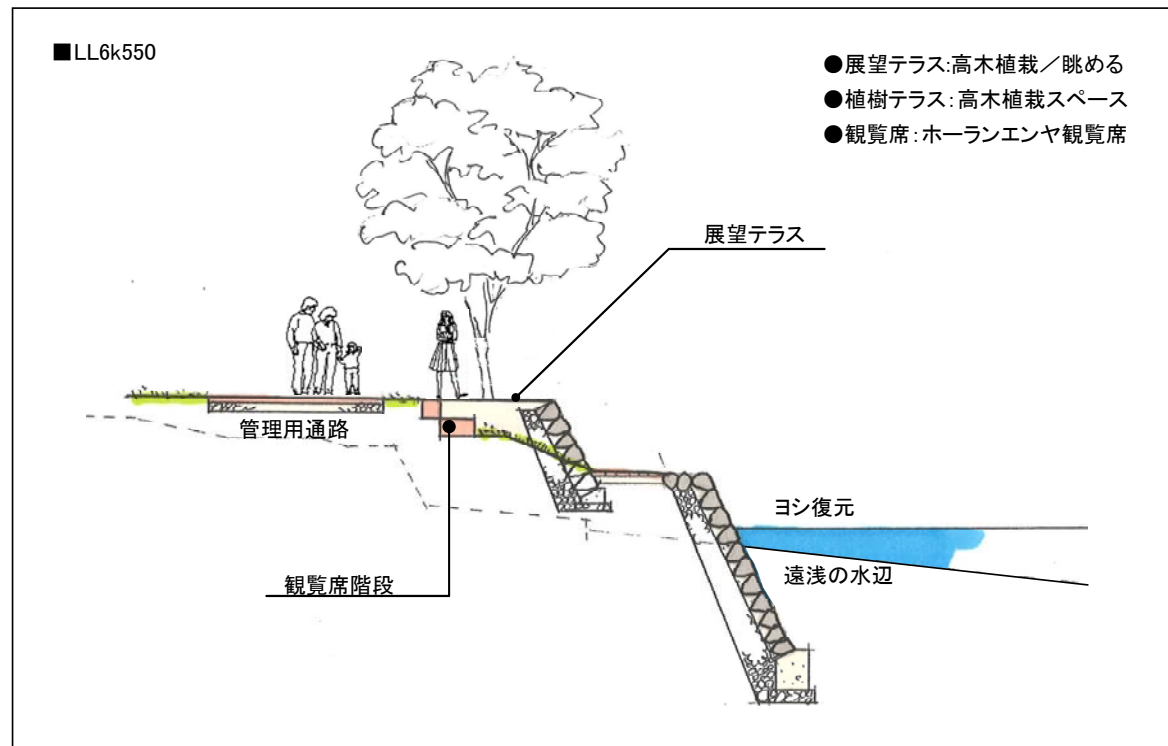 ■LL6k550
●展望テラス:高木植栽／眺める
●植樹テラス：高木植栽スペース
●観覧席：ホーランエンヤ観覧席
展望テラス
管理用通路
ヨシ復元
遠浅の水辺
観覧席階段